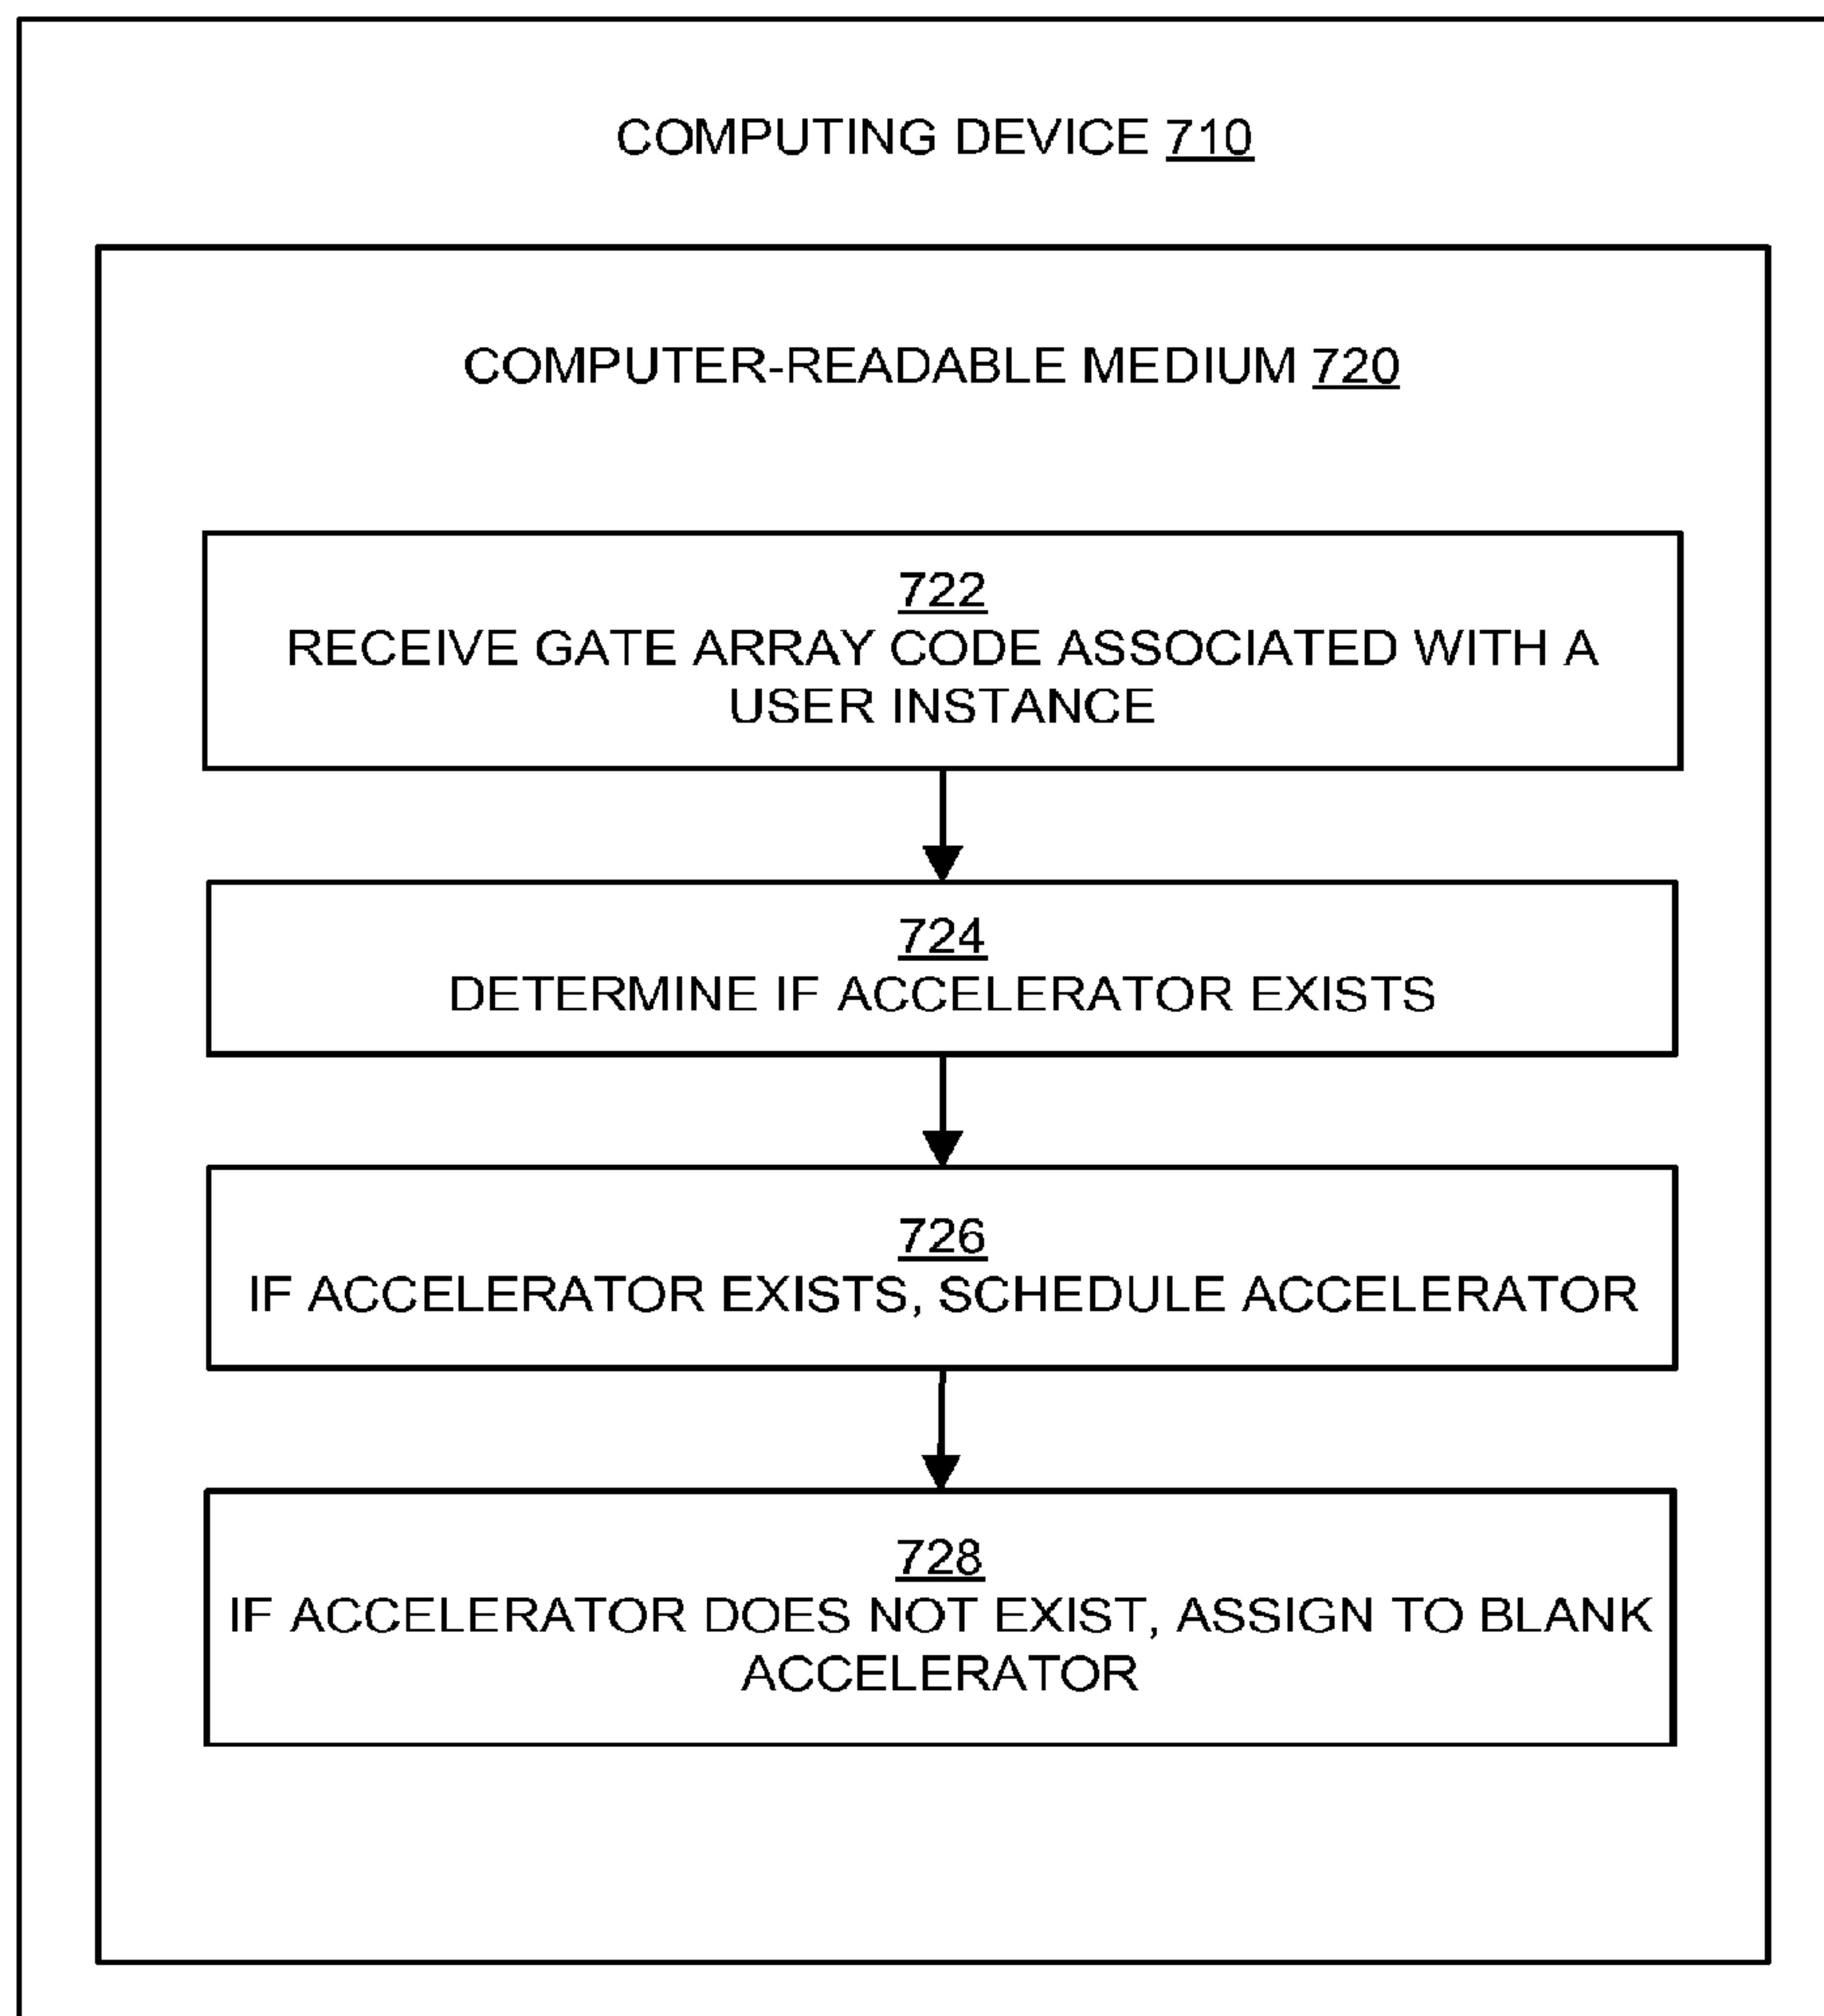 COMPUTING DEVICE 710
COMPUTER-READABLE MEDIUM 720
722
RECEIVE GATE ARRAY CODE ASSOCIATED WITH A
USER INSTANCE
724
DETERMINE IF ACCELERATOR EXISTS
726
IF ACCELERATOR EXISTS, SCHEDULE ACCELERATOR
728
IF ACCELERATOR DOES NOT EXIST, ASSIGN TO BLANK
ACCELERATOR